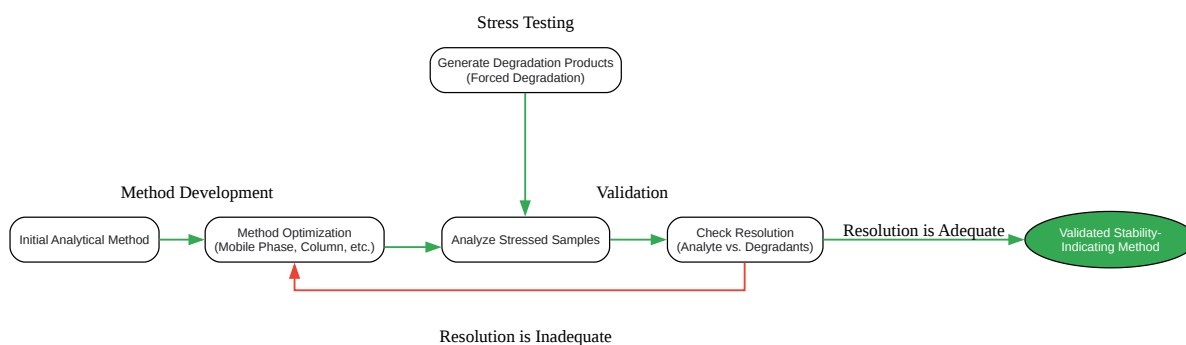 Stress Testing
Generate Degradation Products
(Forced Degradation)
Method Development
Validation
Initial Analytical Method
Method Optimization
(Mobile Phase, Column, etc.)
Analyze Stressed Samples
Check Resolution
(Analyte vs. Degradants)
Resolution is Adequate
Validated Stability-
Indicating Method
Resolution is Inadequate